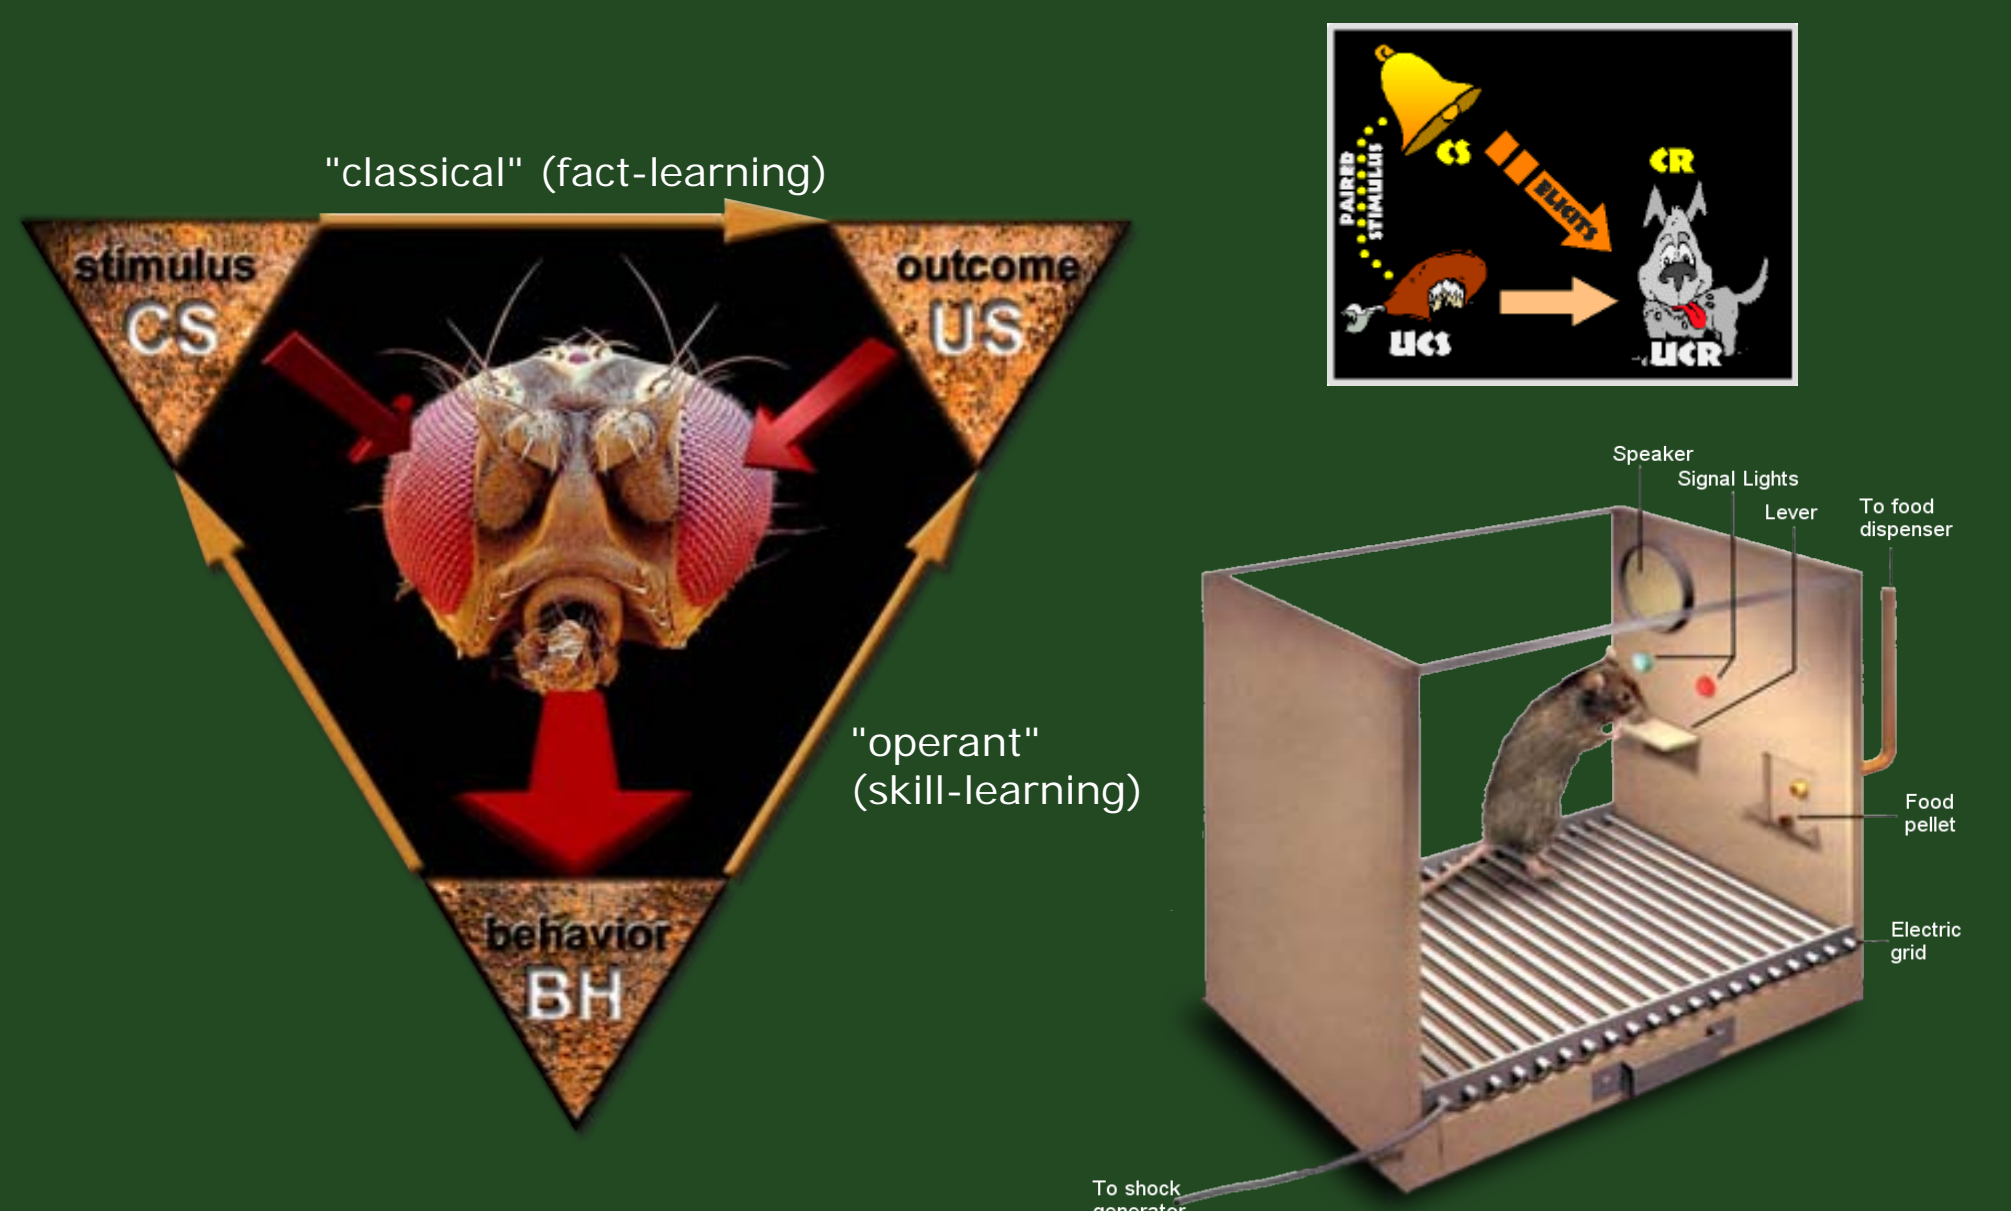 "classical" (fact-learning)
stimulus
CS
outcome
US
"operant"
(skill-learning)
behavior
BH
PAIRED
STIMULUS
CS
ELICITS
CR
UCS
UCR
Speaker
Signal Lights
Lever
To food
dispenser
Food
pellet
Electric
grid
To shock
generator